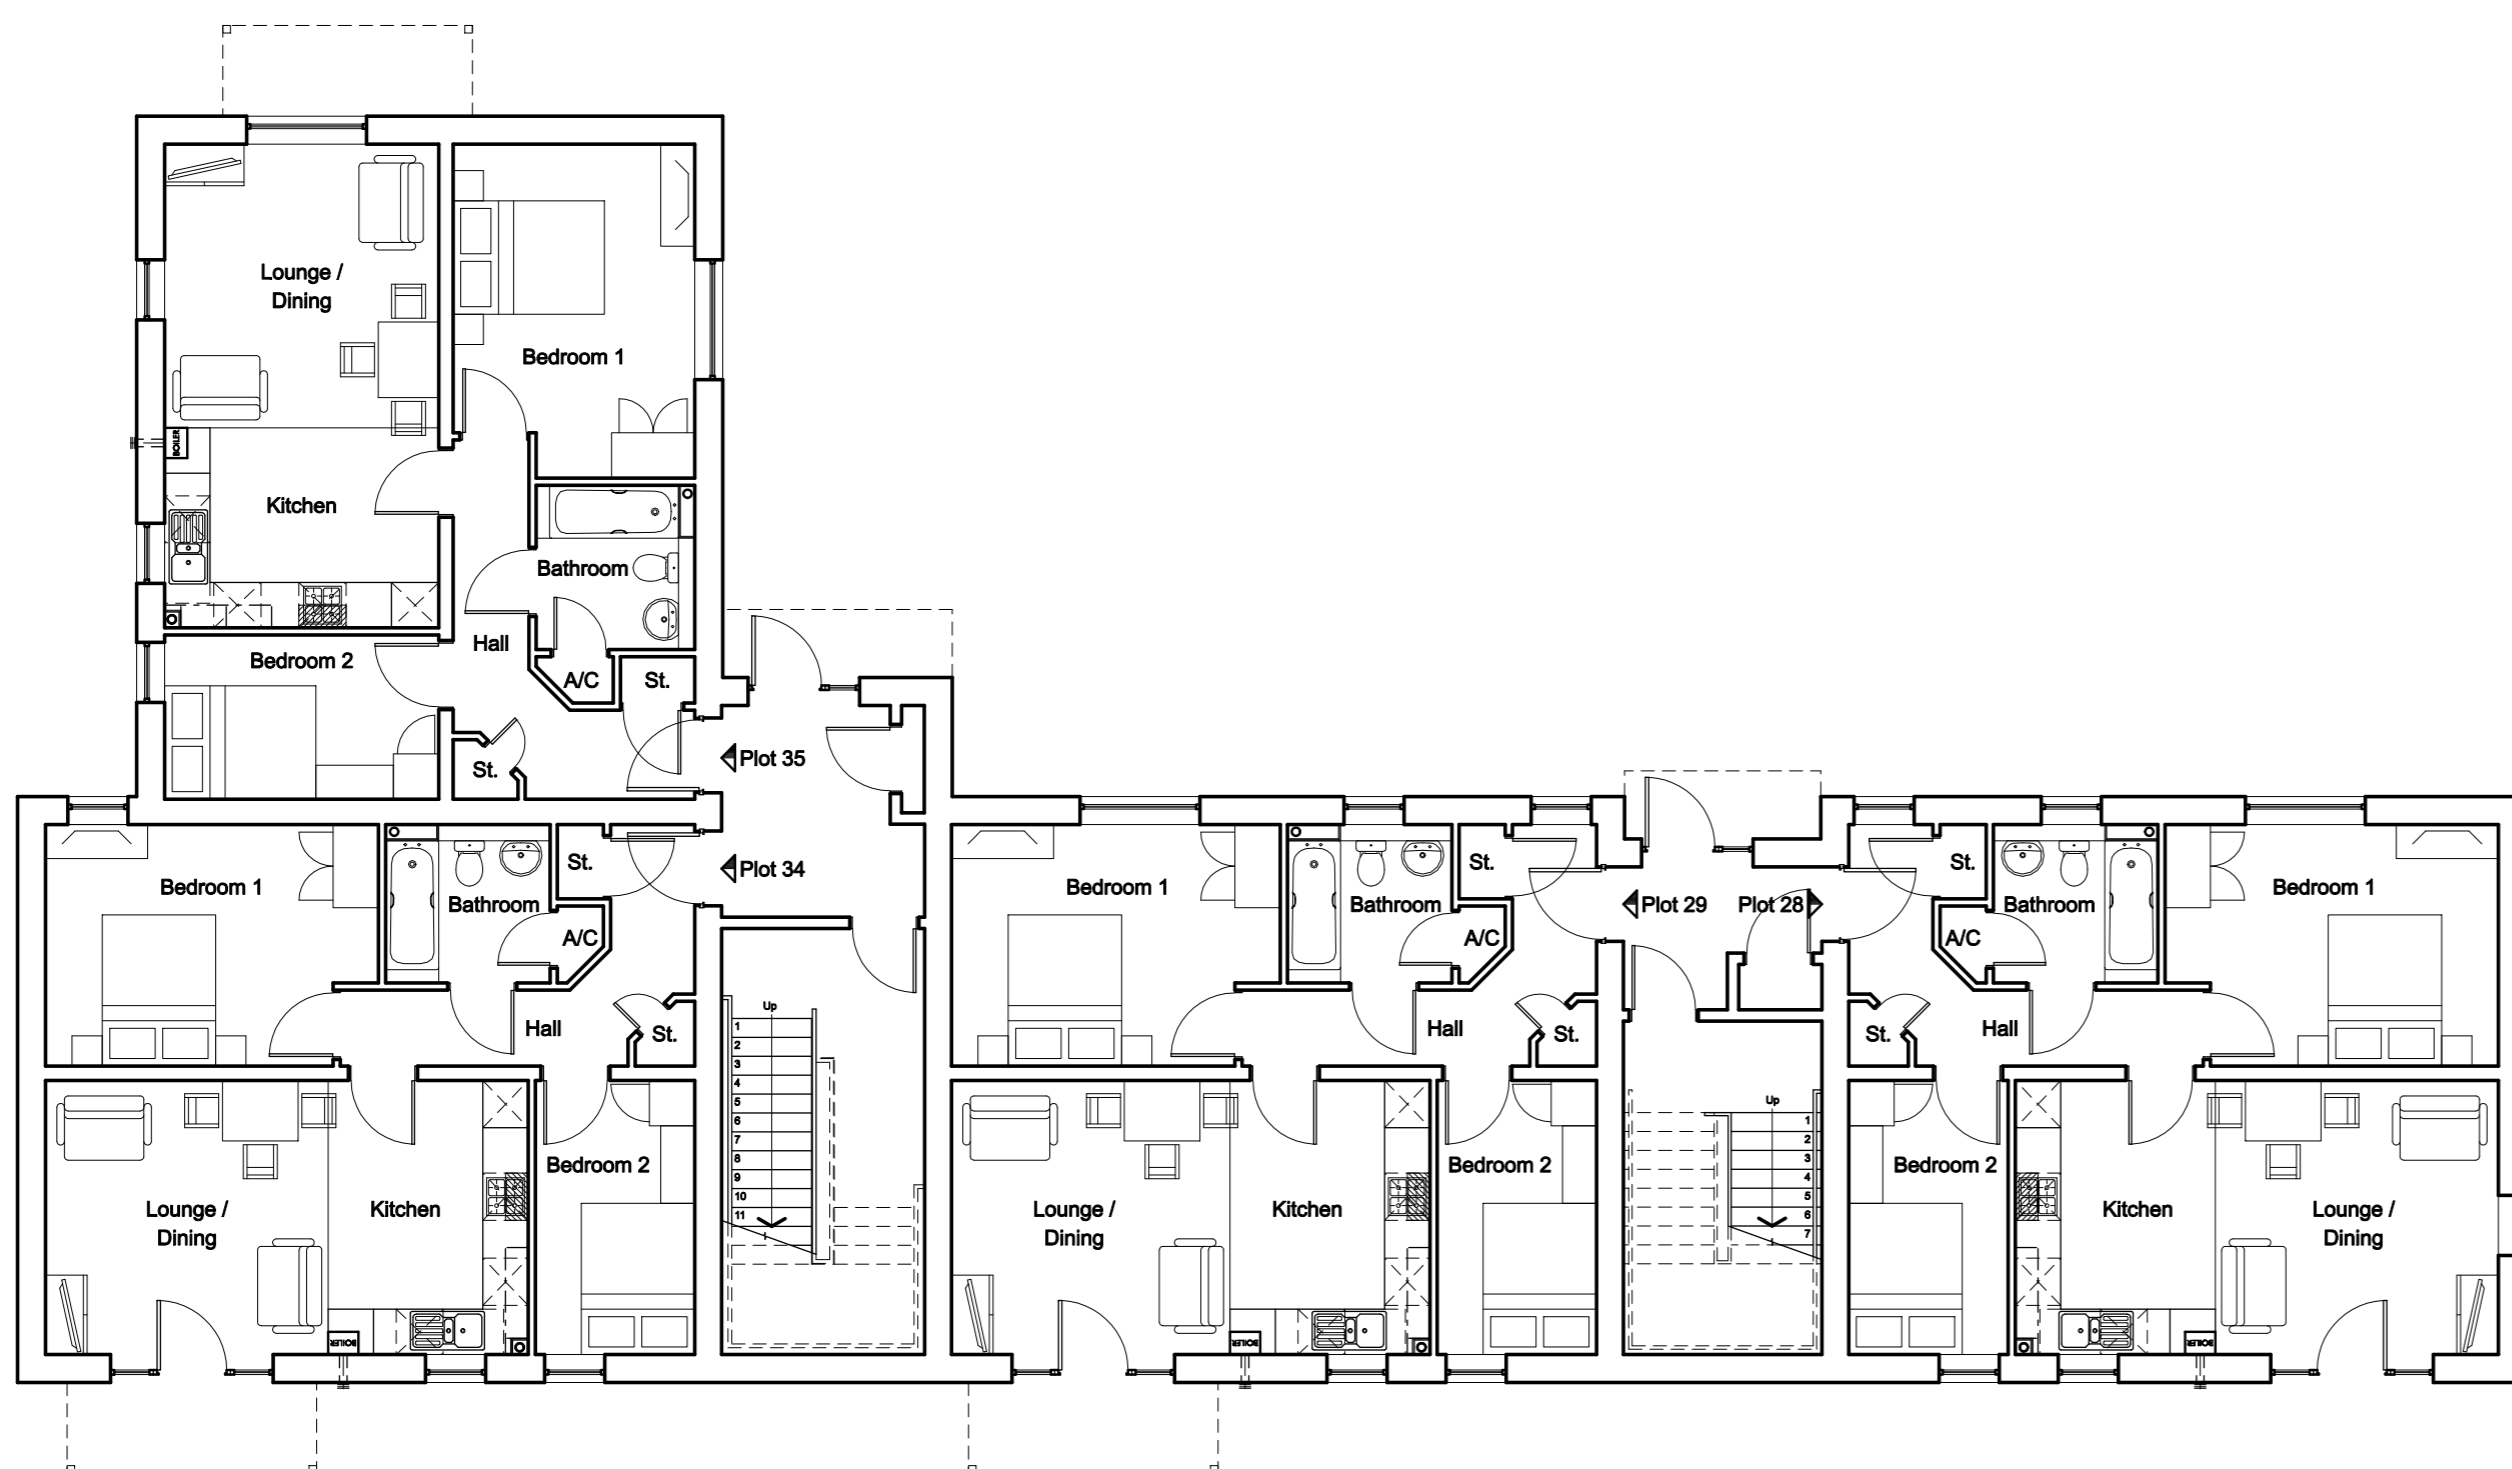 Lounge /
Dining
Bedroom 1
BOILER
Kitchen
Bathroom
Hall
Bedroom 2
A/C
St.
St.
Plot 35
Bedroom 1
Bathroom
St.
A/C
Plot 34
Hall
St.
Up
1
2
3
4
5
6
7
8
9
10
11
Bedroom 2
Lounge /
Dining
Kitchen
BOILER
Bedroom 1
Bathroom
St.
A/C
Plot 29
Hall
St.
Bedroom 2
Lounge /
Dining
Kitchen
BOILER
Up
1
2
3
4
5
6
7
Plot 28
St.
Bathroom
Bedroom 1
A/C
St.
Hall
Bedroom 2
Kitchen
Lounge /
Dining
BOILER